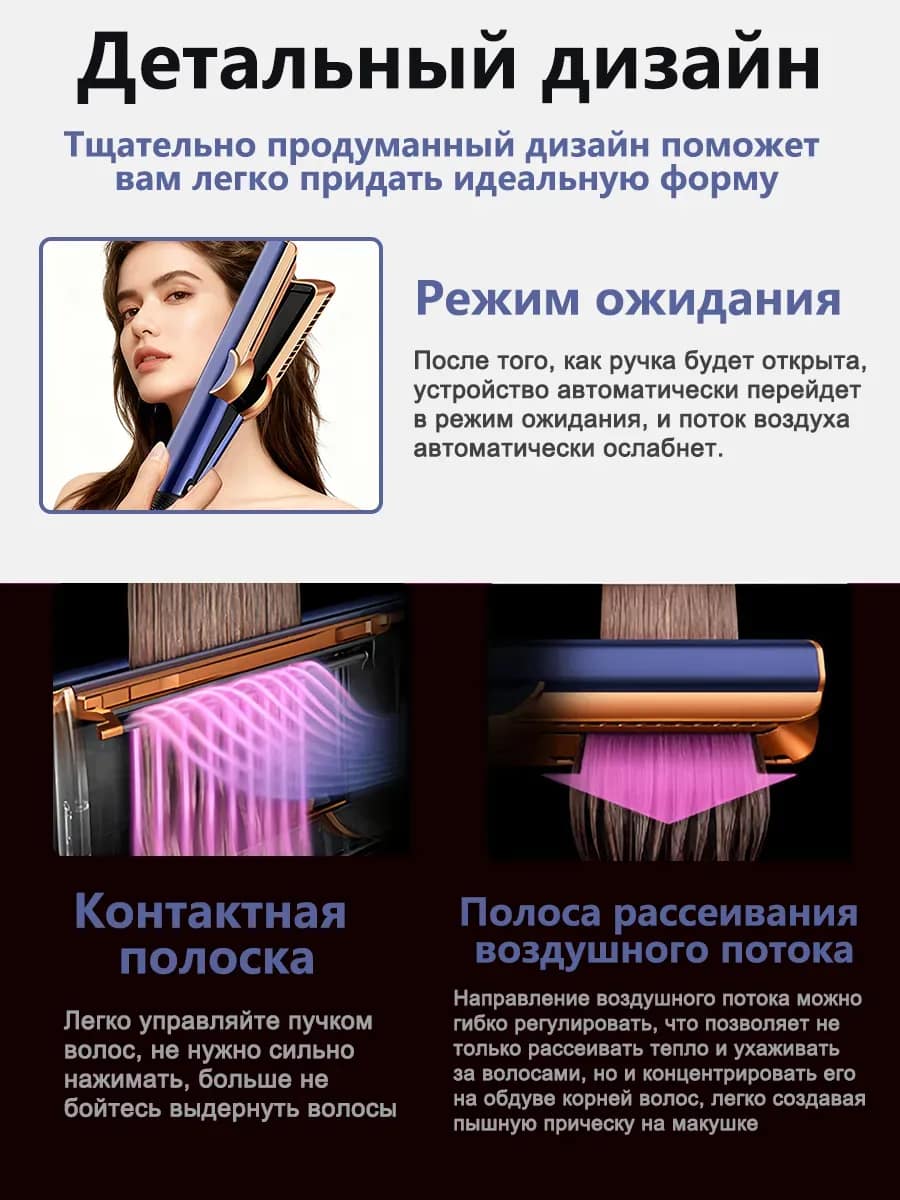 Детальный дизайн
Тщательно продуманный дизайн поможет
вам легко придать идеальную форму
Режим ожидания
После того, как ручка будет открыта,
устройство автоматически перейдет
в режим ожидания, и поток воздуха
автоматически ослабнет.
Контактная
полоска
Легко управляйте пучком
волос, не нужно сильно
нажимать, больше не
бойтесь выдернуть волосы
Полоса рассеивания
воздушного потока
Направление воздушного потока можно
гибко регулировать, что позволяет не
только рассеивать тепло и ухаживать
за волосами, но и концентрировать его
на обдуве корней волос, легко создавая
пышную прическу на макушке